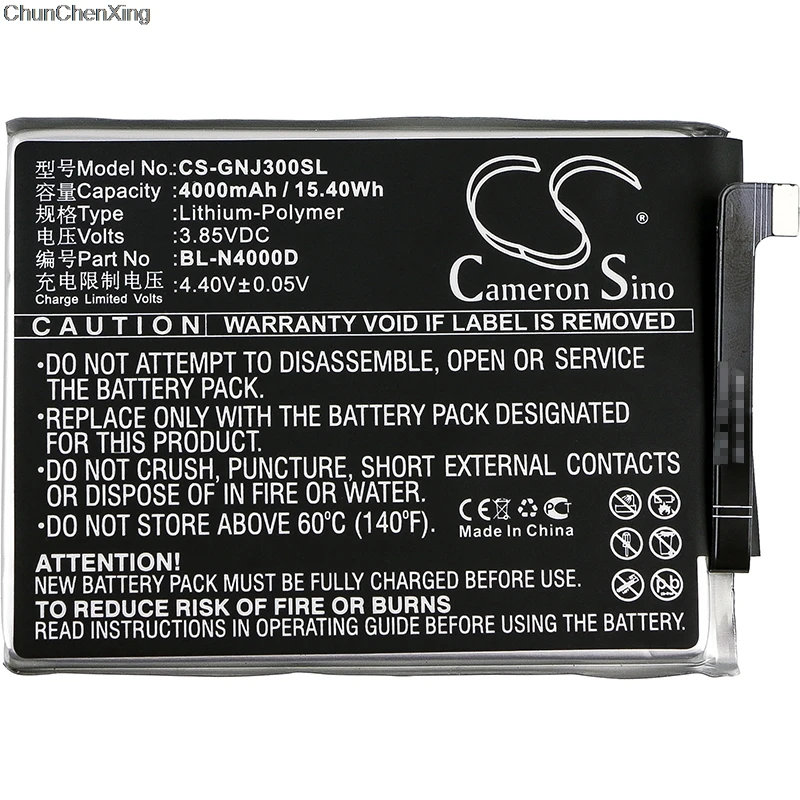 ChunChenXing
型号Model No.:CS-GNJ300SL
容量Capacity :4000mAh / 15.40Wh
规格Type :Lithium-Polymer
电压Volts :3.85VDC
编号Part No. :BL-N4000D
充电限制电压:4.40V±0.05V
Charge Limited Volts
Cameron Sino
®
CAUTION WARRANTY VOID IF LABEL IS REMOVED
•DO NOT ATTEMPT TO DISASSEMBLE, OPEN OR SERVICE
THE BATTERY PACK.
•REPLACE ONLY WITH THE BATTERY PACK DESIGNATED
FOR THIS PRODUCT.
•DO NOT CRUSH, PUNCTURE, SHORT EXTERNAL CONTACTS
OR DISPOSE OF IN FIRE OR WATER.
•DO NOT STORE ABOVE 60°C (140°F).
CE PCT
Made In China
Pb
ATTENTION!
NEW BATTERY PACK MUST BE FULLY CHARGED BEFORE USE.
TO REDUCE RISK OF FIRE OR BURNS
READ INSTRUCTIONS IN OPERATING GUIDE BEFORE USING THE BATTERY.